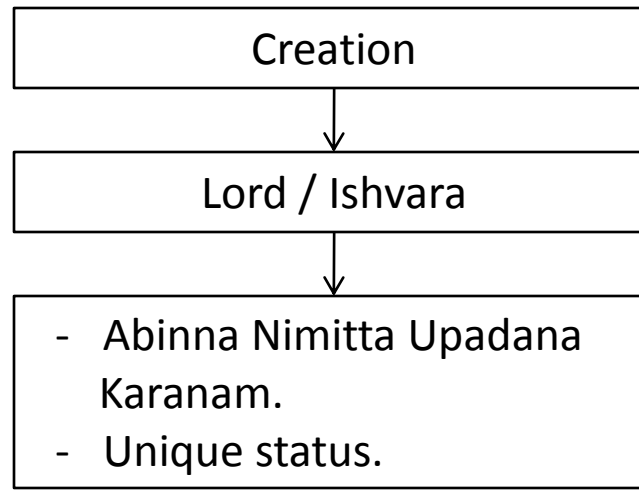 Creation
Lord / Ishvara
- Abinna Nimitta Upadana
Karanam.
- Unique status.